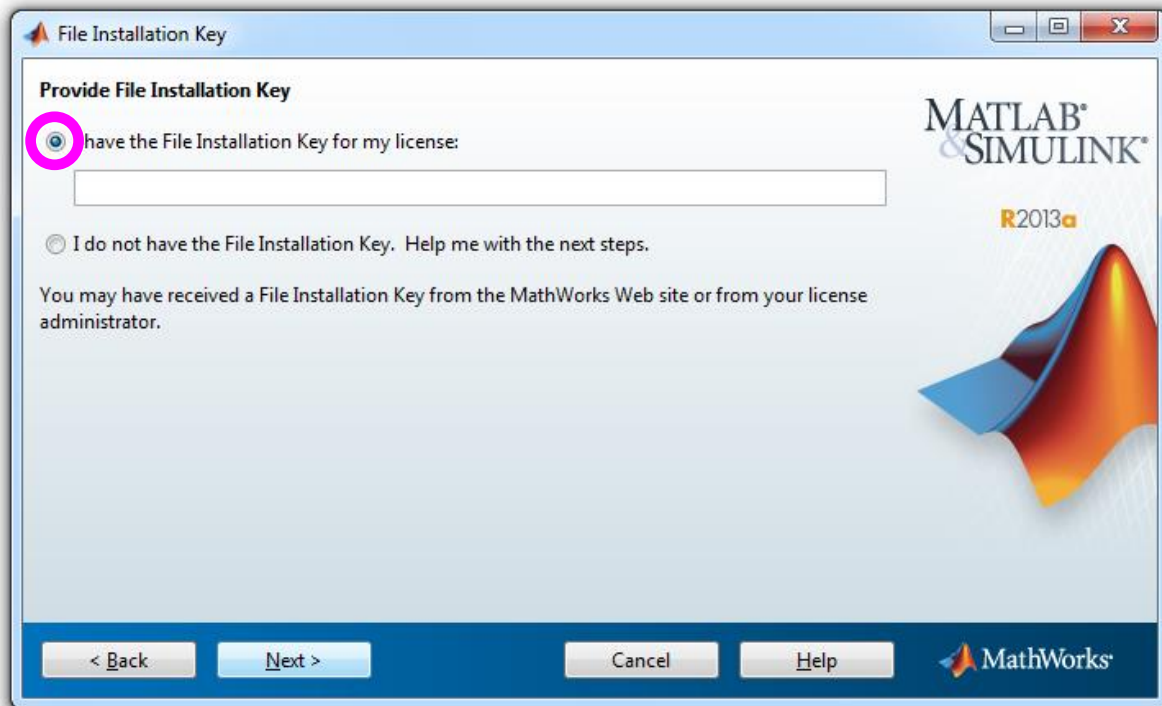 File Installation Key
Provide File Installation Key
have the File Installation Key for my license:
I do not have the File Installation Key. Help me with the next steps.
You may have received a File Installation Key from the MathWorks Web site or from your license
administrator.
MATLAB®
&SIMULINK®
R2013a
< Back
Next >
Cancel
Help
MathWorks®